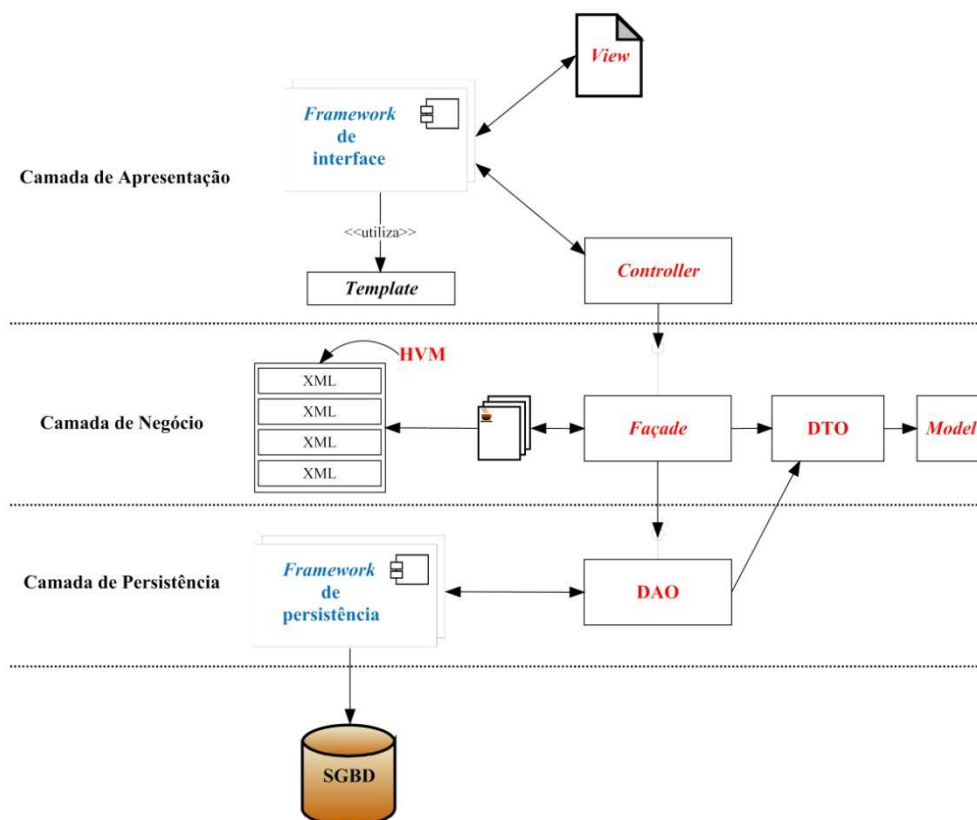 View
Framework
de
interface
Camada de Apresentação
<<utiliza>>
Template
Controller
HVM
XML
XML
XML
XML
Camada de Negócio
Façade
DTO
Model
Camada de Persistência
Framework
de
persistência
DAO
SGBD